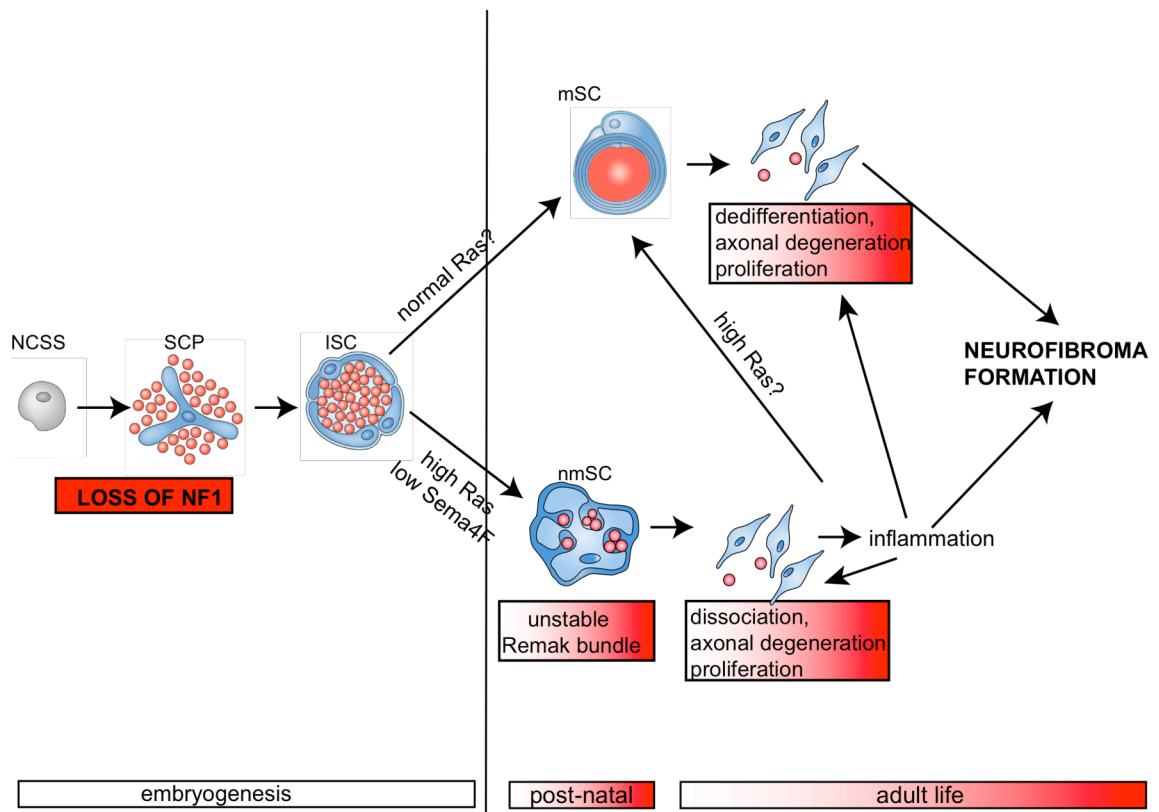 mSC
dedifferentiation,
axonal degeneration
proliferation
normal Ras?
NCSS
SCP
ISC
high Ras?
NEUROFIBROMA
FORMATION
LOSS OF NF1
high Ras
low Sema4F
nmSC
inflammation
unstable
Remak bundle
dissociation,
axonal degeneration
proliferation
embryogenesis
post-natal
adult life